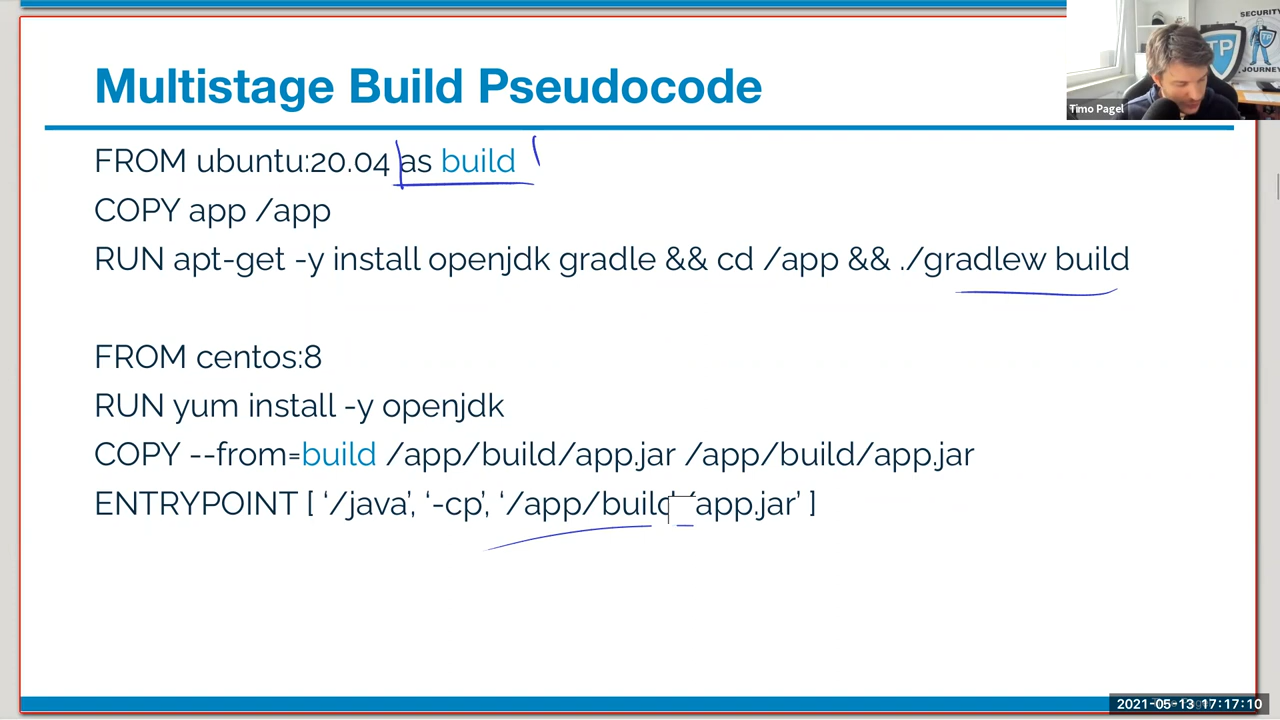 Multistage Build Pseudocode
FROM ubuntu:20.04 as build
COPY app /app
RUN apt-get -y install openjdk gradle && cd /app && ./gradlew build
FROM centos:8
RUN yum install -y openjdk
COPY --from=build /app/build/app.jar /app/build/app.jar
ENTRYPOINT [ ‘/java’, ‘-cp’, ‘/app/build/app.jar’ ]
SECURITY
TP
TP
JOURNEY
Timo Pagel
2021-05-13 17:17:10